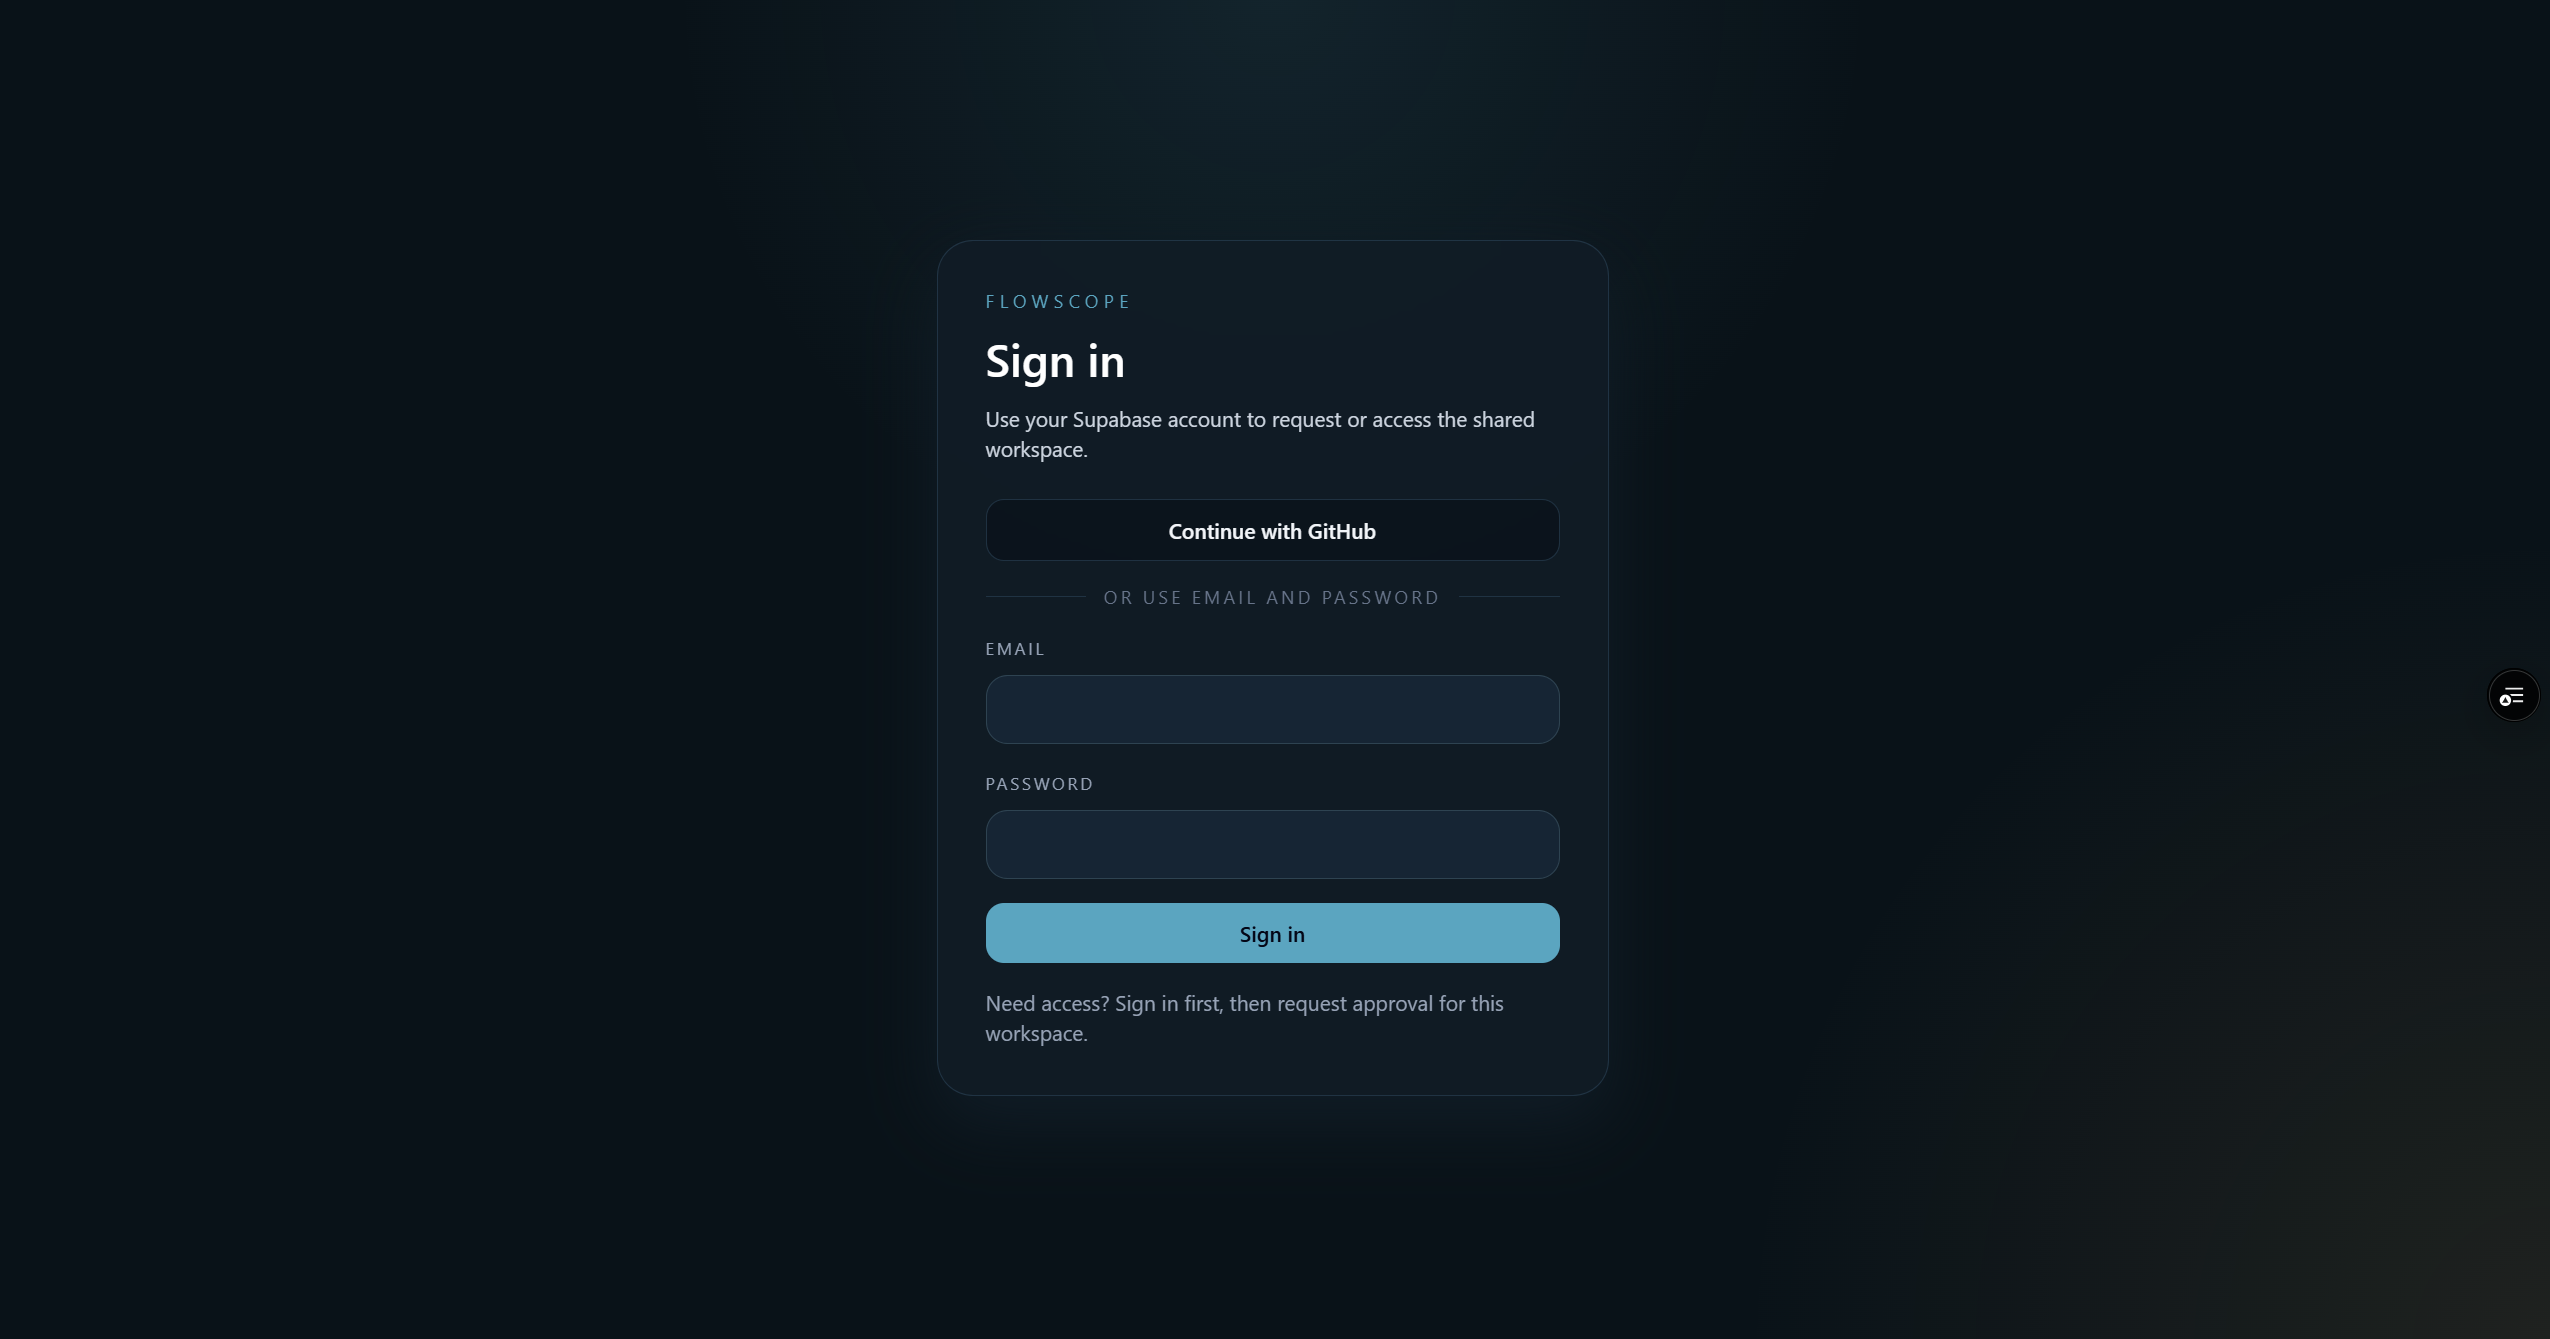 FLOWSCOPE
Sign in
Use your Supabase account to request or access the shared
workspace.
Continue with GitHub
OR USE EMAIL AND PASSWORD
EMAIL
PASSWORD
Sign in
Need access? Sign in first, then request approval for this
workspace.